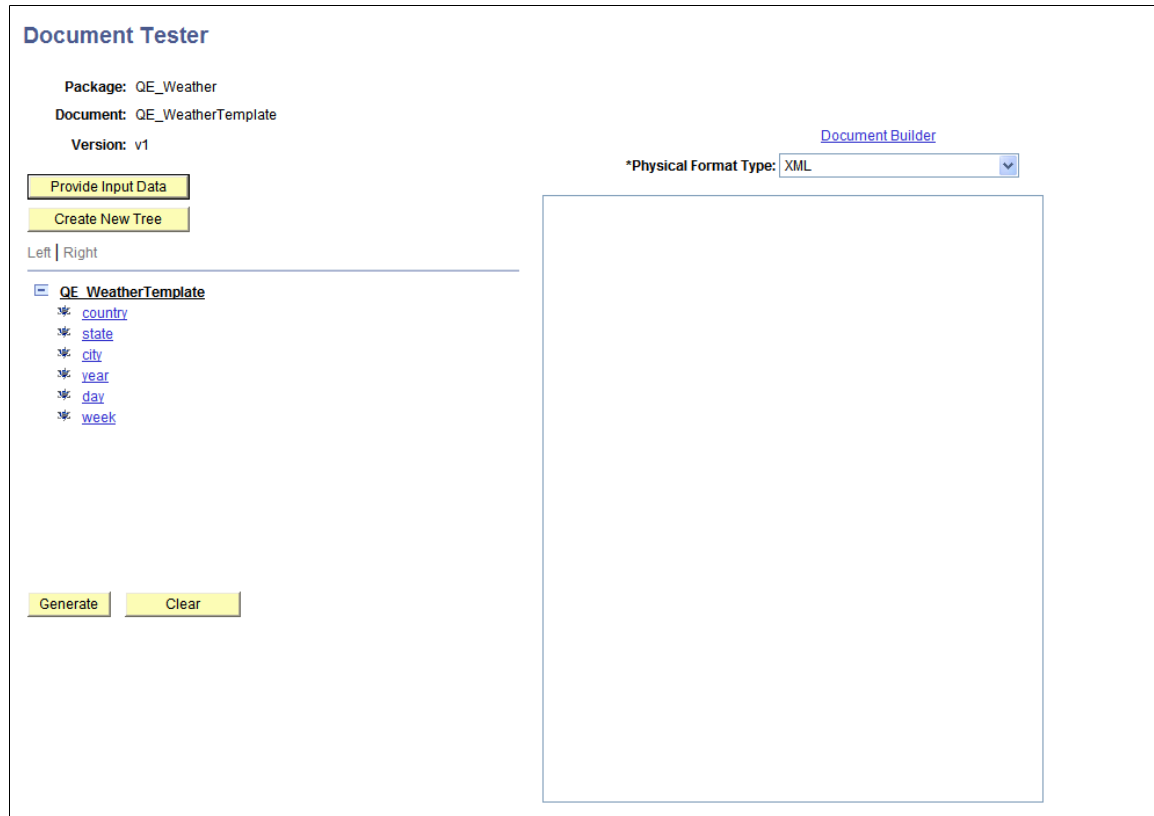 Document Tester
Package: QE_Weather
Document: QE_WeatherTemplate
Version: v1
Document Builder
*Physical Format Type: XML
Provide Input Data
Create New Tree
Left | Right
QE_WeatherTemplate
country
state
city
year
day
week
Generate
Clear